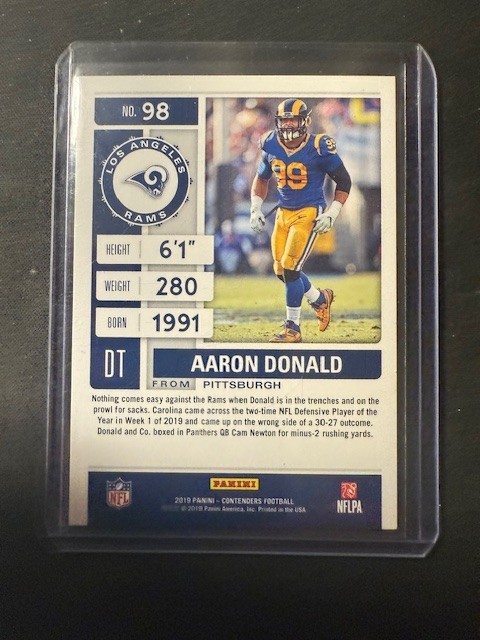 NO. 98
LOS ANGELES
RAMS
99
HEIGHT 6'1"
WEIGHT 280
BORN 1991
DT
AARON DONALD
FROM PITTSBURGH
Nothing comes easy against the Rams when Donald is in the trenches and on the
prowl for sacks. Carolina came across the two-time NFL Defensive Player of the
Year in Week 1 of 2019 and came up on the wrong side of a 30-27 outcome.
Donald and Co. boxed in Panthers QB Cam Newton for minus-2 rushing yards.
NFL
PANINI
NFLPA
2019 PANINI – CONTENDERS FOOTBALL
© 2019 Panini America, Inc. Printed in the USA